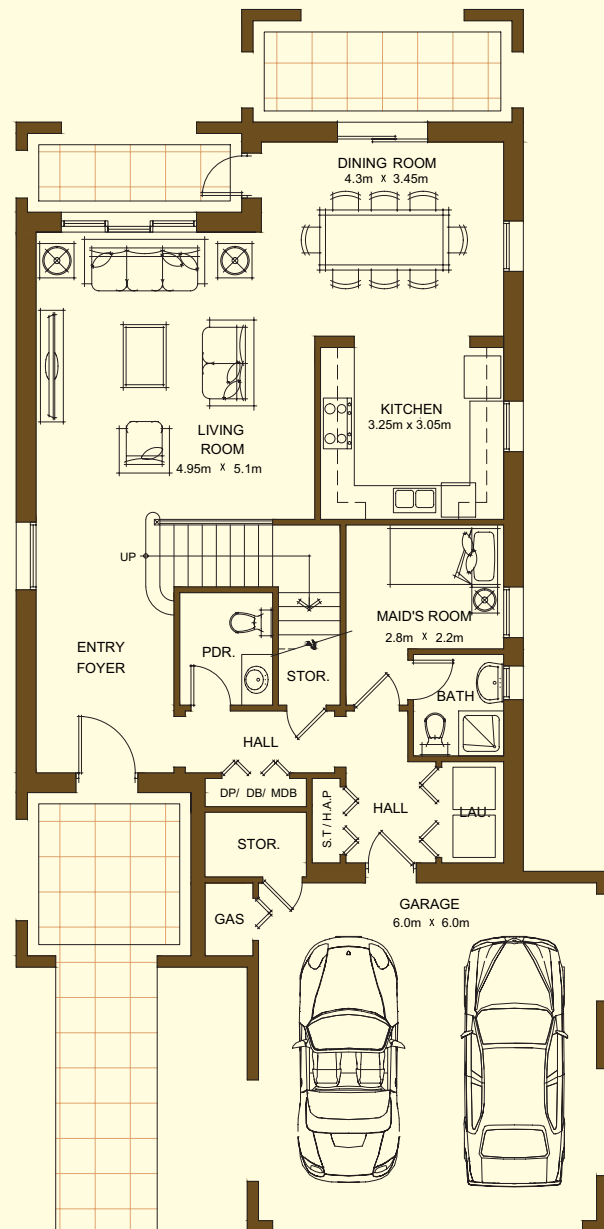 DINING ROOM
4.3m x 3.45m
KITCHEN
3.25m x 3.05m
LIVING
ROOM
4.95m x 5.1m
UP
MAID'S ROOM
2.8m x 2.2m
ENTRY
FOYER
PDR.
STOR.
BATH
HALL
DP/ DB/ MDB
S.T / H.A.P
HALL
LAU.
STOR.
GAS
GARAGE
6.0m x 6.0m